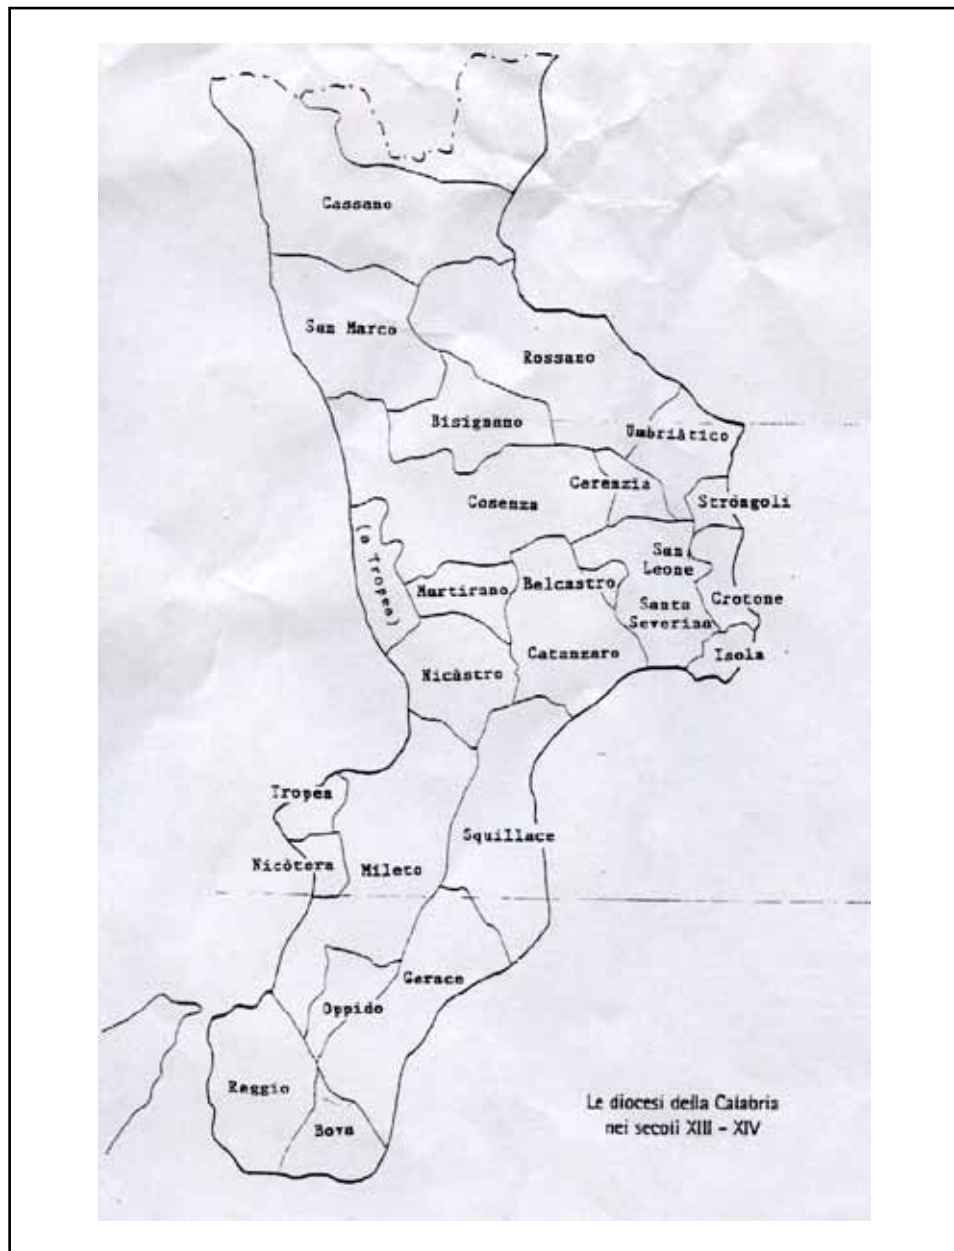 Cassano
San Marco
Rossano
Bisignano
Umbriàtico
Cerenzia
Cosenza
Stròngoli
(a Tropea)
San
Leone
Martirano
Belcastro
Crotone
Santa
Severina
Catanzaro
Isola
Nicàstro
Tropea
Squillace
Nicòtera
Mileto
Gerace
Oppido
Reggio
Bova
Le diocesi della Calabria
nei secoli XIII - XIV